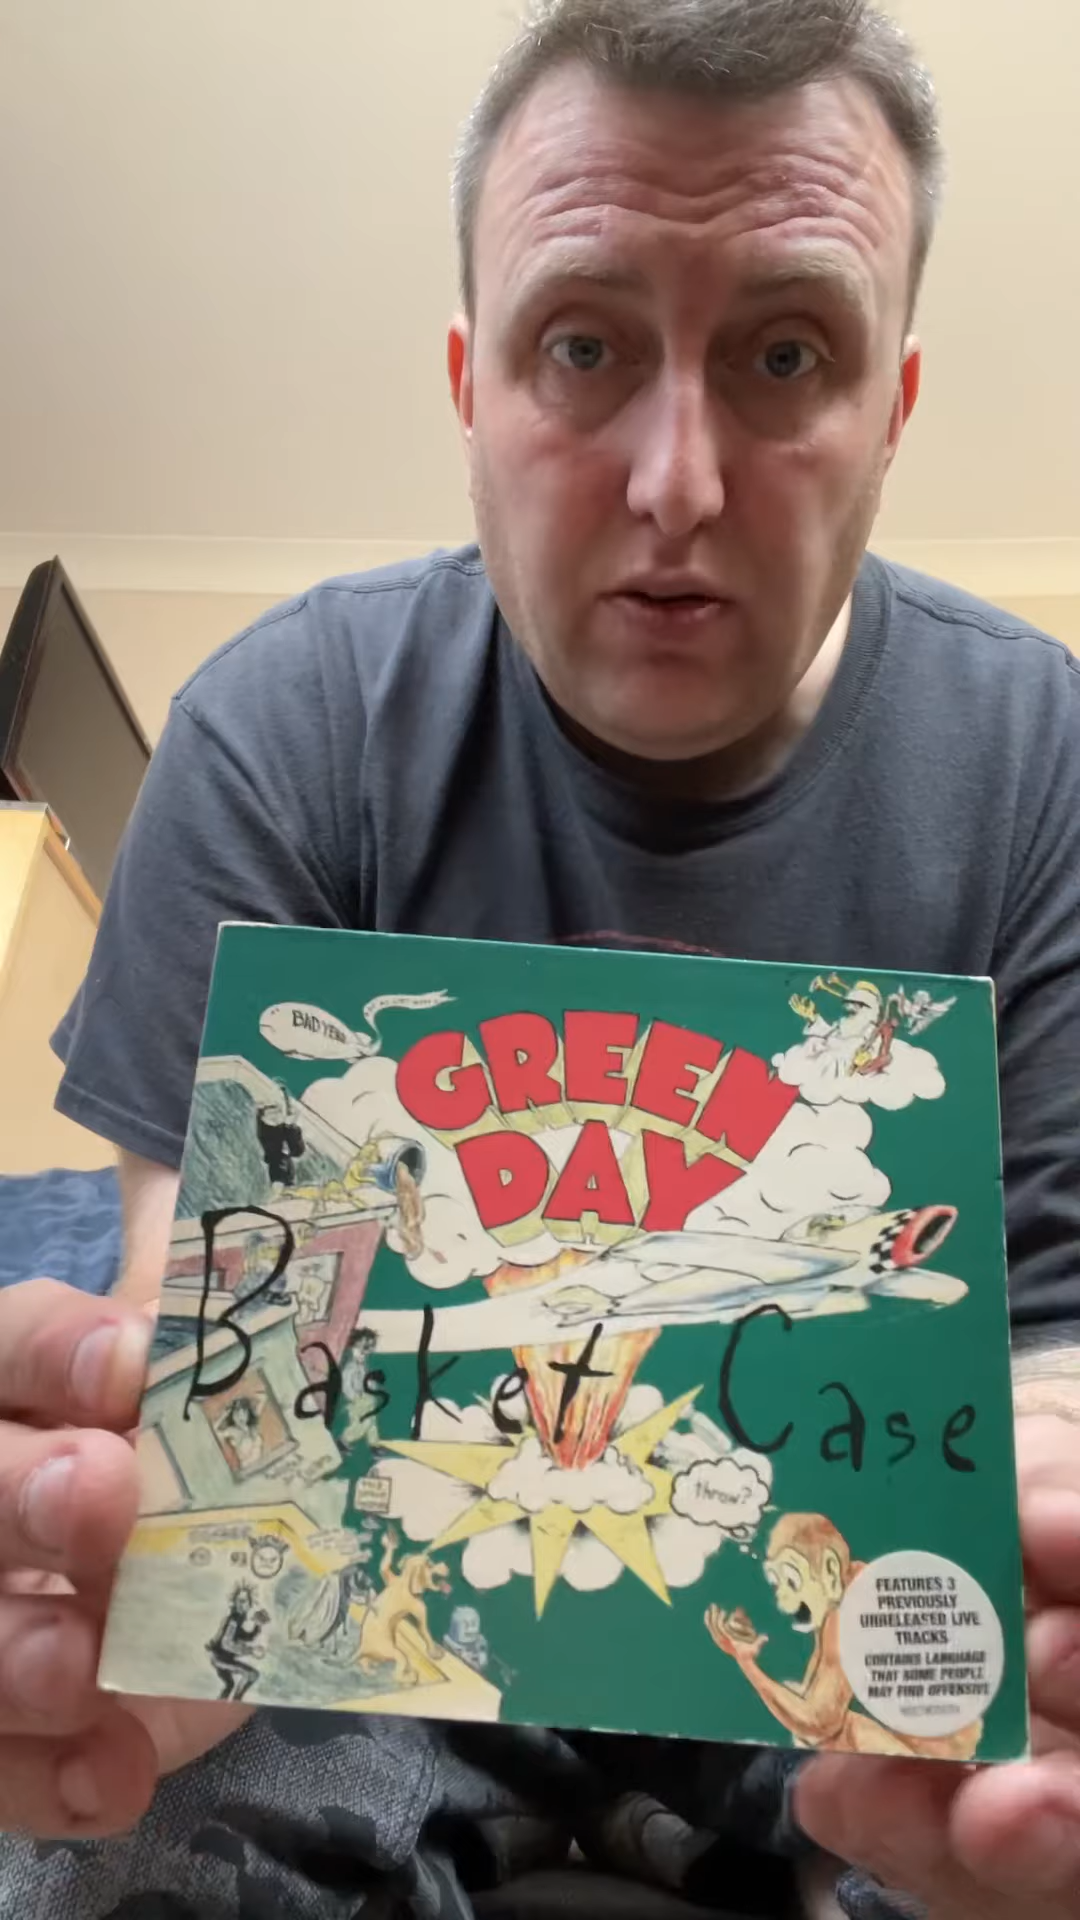 BAD YEAR
GREEN
DAY
Basket Case
throw?
FEATURES 3
PREVIOUSLY
UNRELEASED LIVE
TRACKS
CONTAINS LANGUAGE
THAT SOME PEOPLE
MAY FIND OFFENSIVE